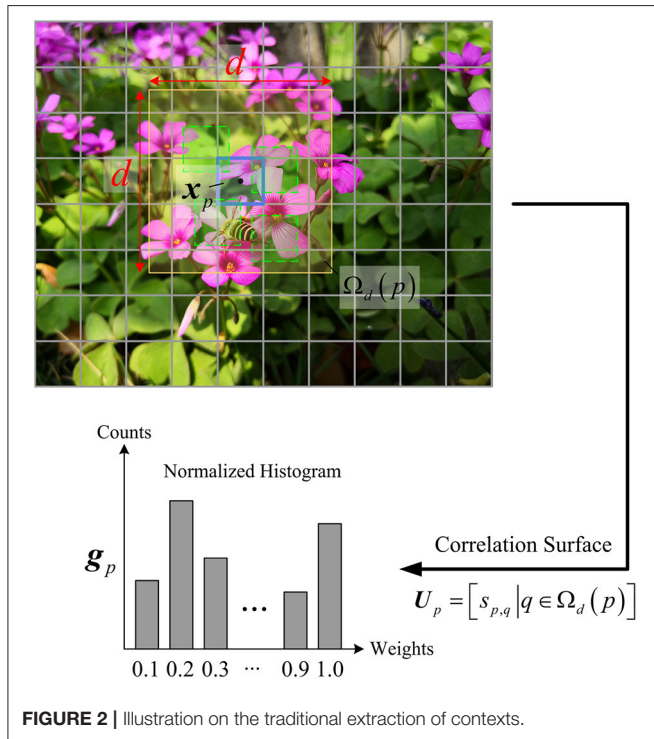 d
d
x_p
Ω_d(p)
Counts
Normalized Histogram
g_p
Correlation Surface
U_p = [s_{p,q} | q ∈ Ω_d(p)]
...
Weights
0.1 0.2 0.3 ... 0.9 1.0
FIGURE 2 | Illustration on the traditional extraction of contexts.